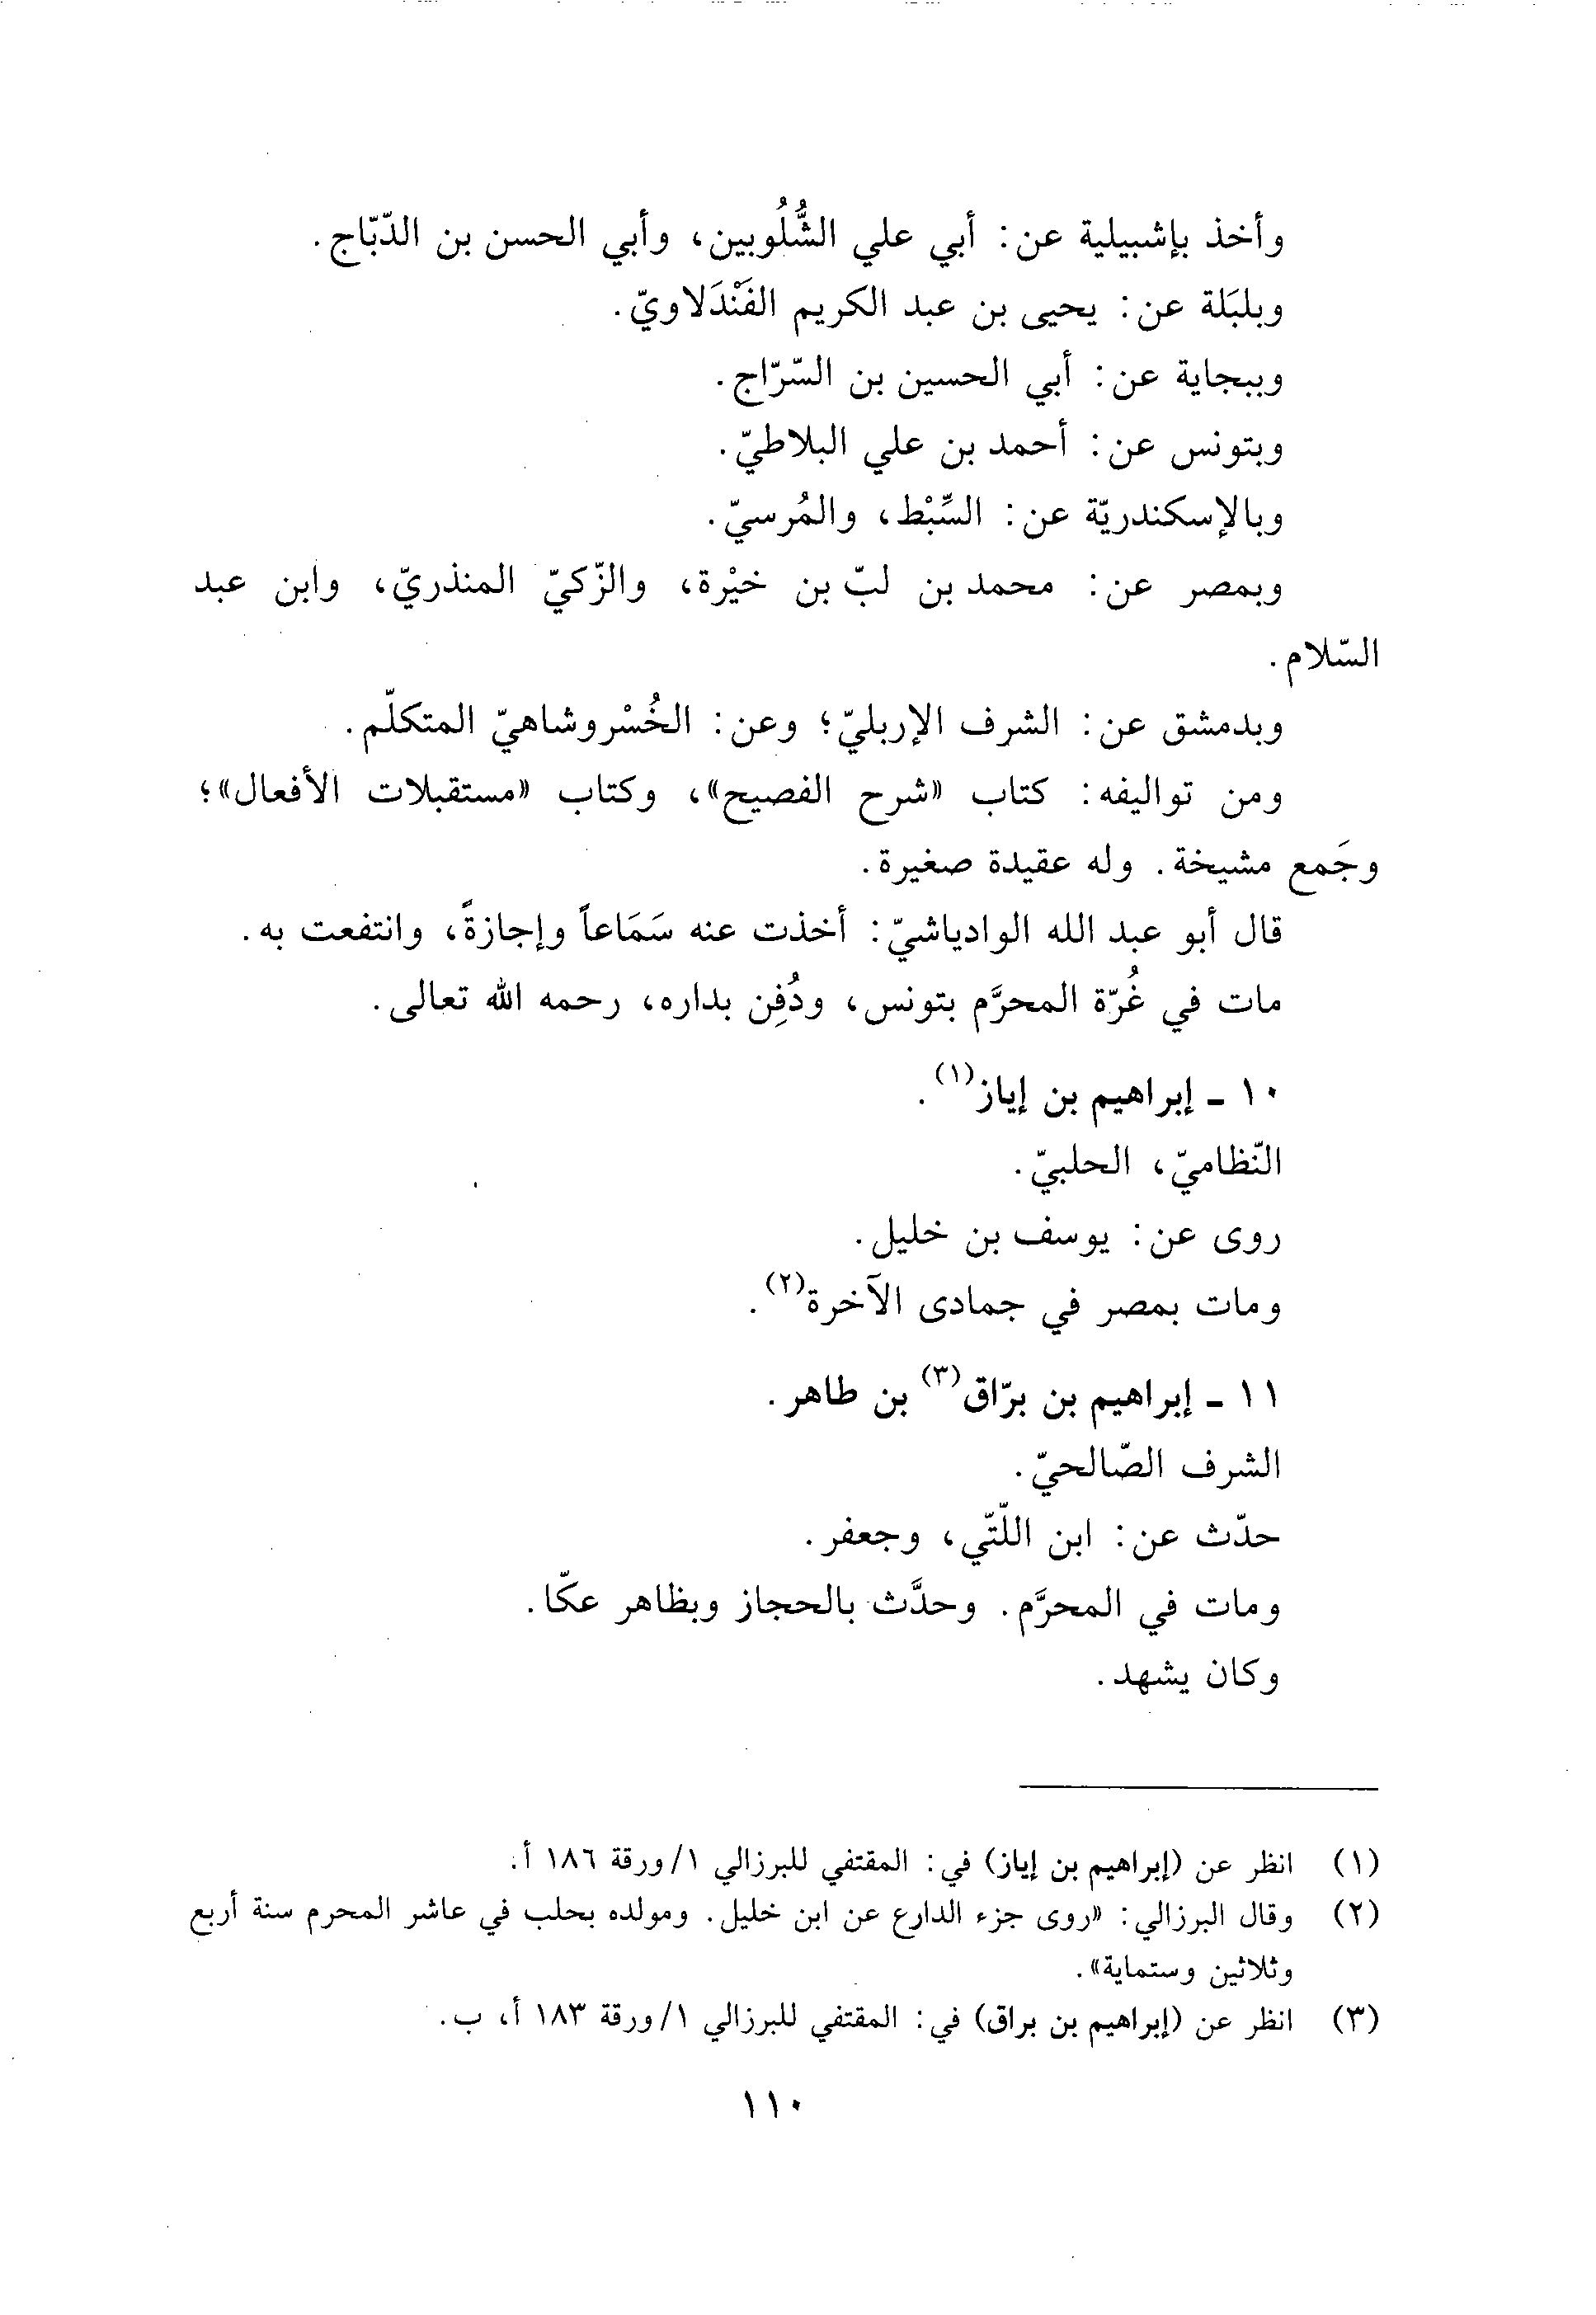 وأخذ بإشبيلية عن: أبي علي الشُّلُوبين، وأبي الحسن بن الدّبّاج.
وبلبَلة عن: يحيى بن عبد الكريم الفَنْدَلاويّ.
وببجاية عن: أبي الحسين بن السّرّاج.
وبتونس عن: أحمد بن علي البلاطيّ.
وبالإسكندريّة عن: السِّبْط، والمُرسيّ.
وبمصر عن: محمد بن لبّ بن خيْرة، والزّكيّ المنذريّ، وابن عبد
السّلام.
وبدمشق عن: الشرف الإربليّ؛ وعن: الخُسْروشاهيّ المتكلّم.
ومن تواليفه: كتاب «شرح الفصيح»، وكتاب «مستقبلات الأفعال»؛
وجَمع مشيخة. وله عقيدة صغيرة.
قال أبو عبد الله الوادياشيّ: أخذت عنه سَمَاعاً وإجازةً، وانتفعت به.
مات في غُرّة المحرَّم بتونس، ودُفِن بداره، رحمه الله تعالى.
١٠ ـ إبراهيم بن إياز(١).
النّظاميّ، الحلبيّ.
روى عن: يوسف بن خليل.
ومات بمصر في جمادى الآخرة(٢).
١١ ـ إبراهيم بن برّاق(٣) بن طاهر.
الشرف الصّالحيّ.
حدّث عن: ابن اللّتّي، وجعفر.
ومات في المحرَّم. وحدَّث بالحجاز وبظاهر عكّا.
وكان يشهد.
(١) انظر عن (إبراهيم بن إياز) في: المقتفي للبرزالي ١/ورقة ١٨٦ أ.
(٢) وقال البرزالي: «روى جزء الدارع عن ابن خليل. ومولده بحلب في عاشر المحرم سنة أربع
وثلاثين وستماية».
(٣) انظر عن (إبراهيم بن براق) في: المقتفي للبرزالي ١/ورقة ١٨٣ أ، ب.
١١٠